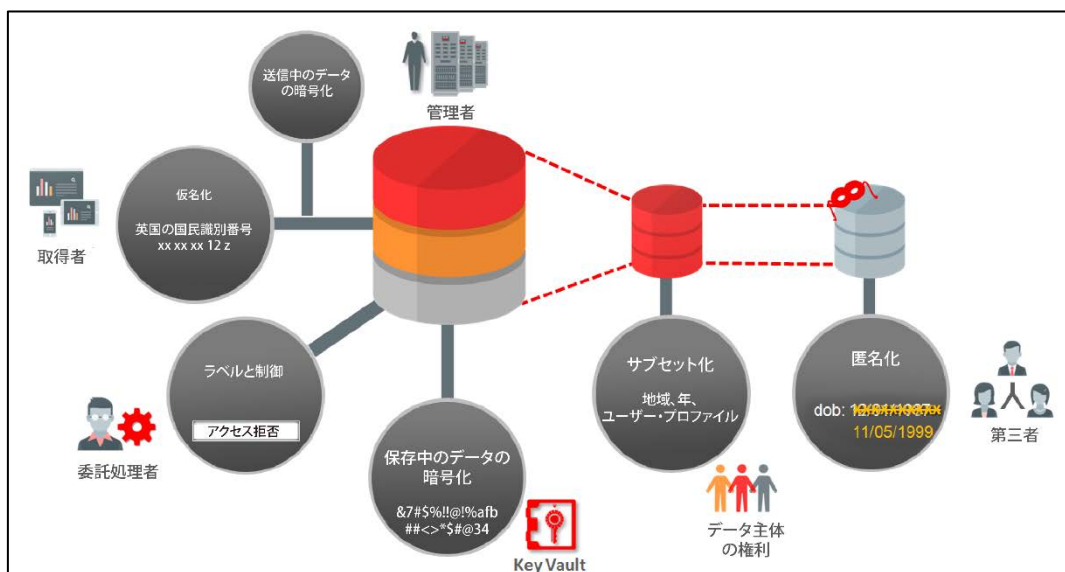 送信中のデータ
の暗号化
管理者
仮名化
英国の国民識別番号
xx xx xx 12 z
取得者
ラベルと制御
アクセス拒否
委託処理者
保存中のデータの
暗号化
&7#$%!!@!%afb
##<>*$#@34
Key Vault
サブセット化
地域、年、
ユーザー・プロファイル
データ主体
の権利
匿名化
dob:
11/05/1999
第三者